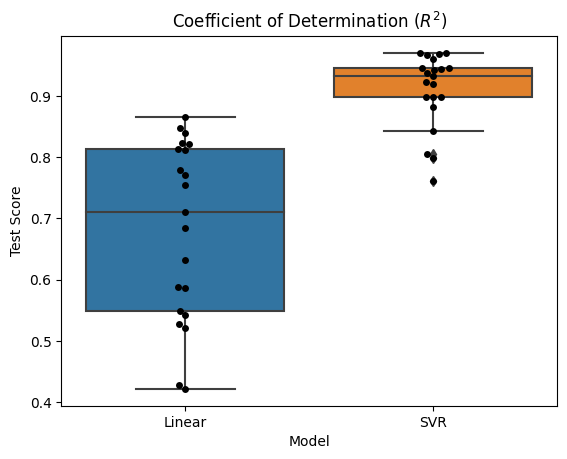 Coefficient of Determination ($R^2$)
Test Score
0.9
0.8
0.7
0.6
0.5
0.4
Linear
SVR
Model